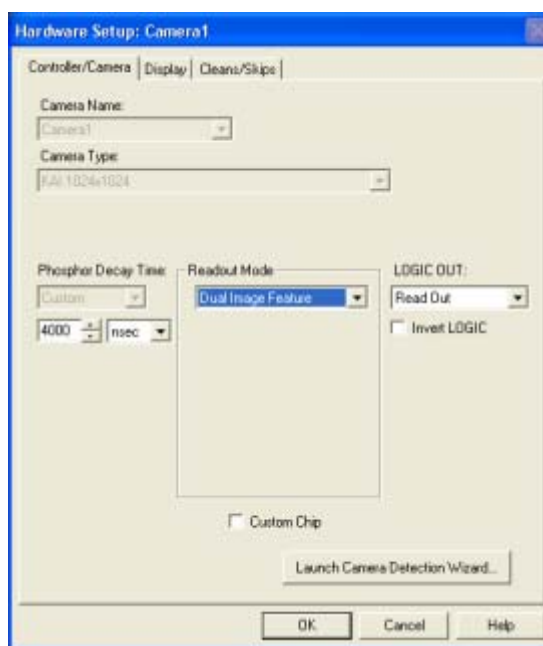 Hardware Setup: Camera1
Controller/Camera Display Cleans/Skips
Camera Name:
Camera1
Camera Type:
KAI 1024x1024
Phosphor Decay Time: Readout Mode LOGIC OUT:
Custom Dual Image Feature Read Out
4000 nsec Invert LOGIC
Custom Chip
Launch Camera Detection Wizard...
OK Cancel Help